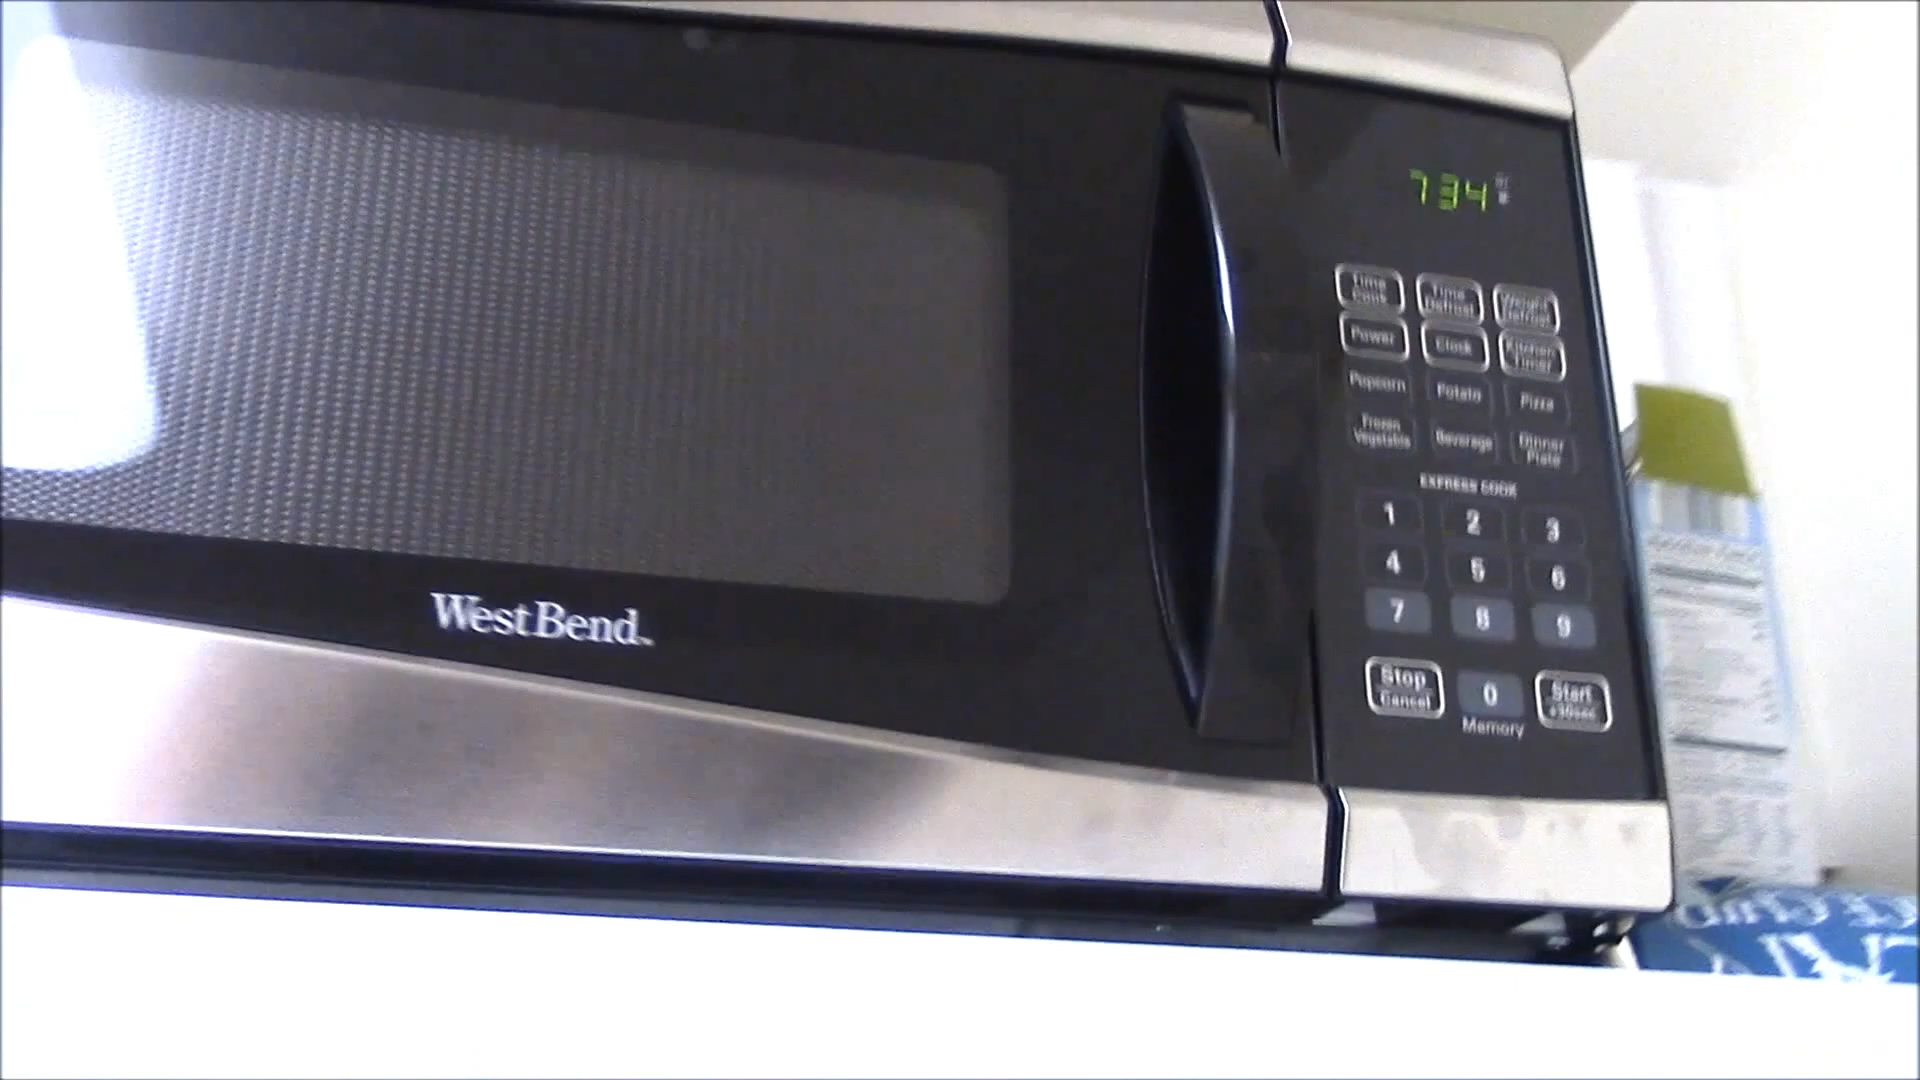 734
Time
Cook
Time
Defrost
Weight
Defrost
Power
Clock
Kitchen
Timer
Popcorn
Potato
Pizza
Frozen
Vegetable
Beverage
Dinner
Plate
EXPRESS COOK
1 2 3
4 5 6
7 8 9
Stop
Cancel
0
Start
+30sec
Memory
WestBend